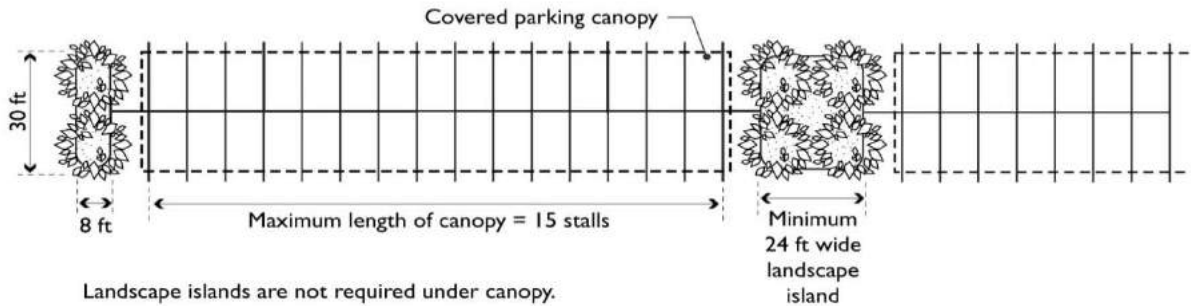 Covered parking canopy
30 ft
8 ft
Maximum length of canopy = 15 stalls
Minimum
24 ft wide
landscape
island
Landscape islands are not required under canopy.